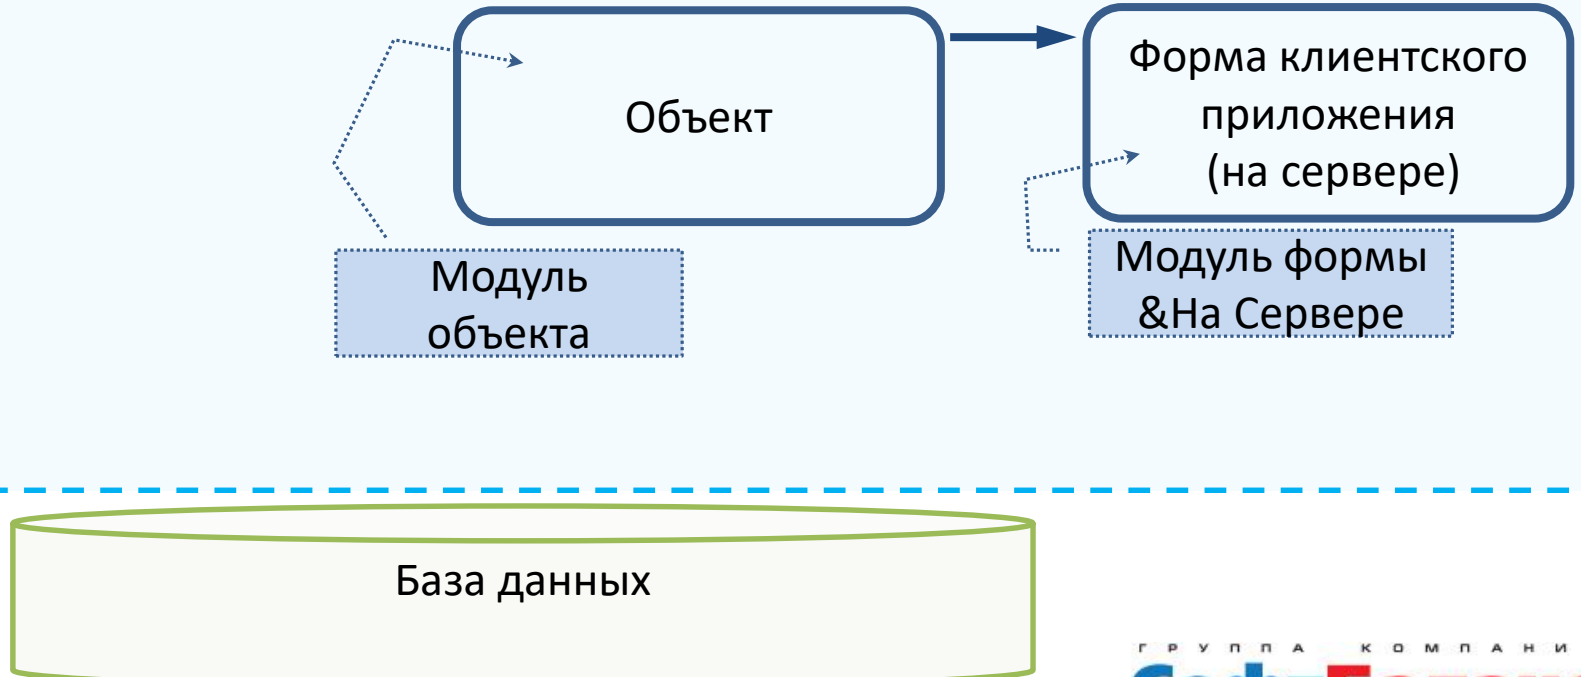 Объект
Форма клиентского
приложения
(на сервере)
Модуль
объекта
Модуль формы
&На Сервере
База данных
ГРУППА КОМПАНИ